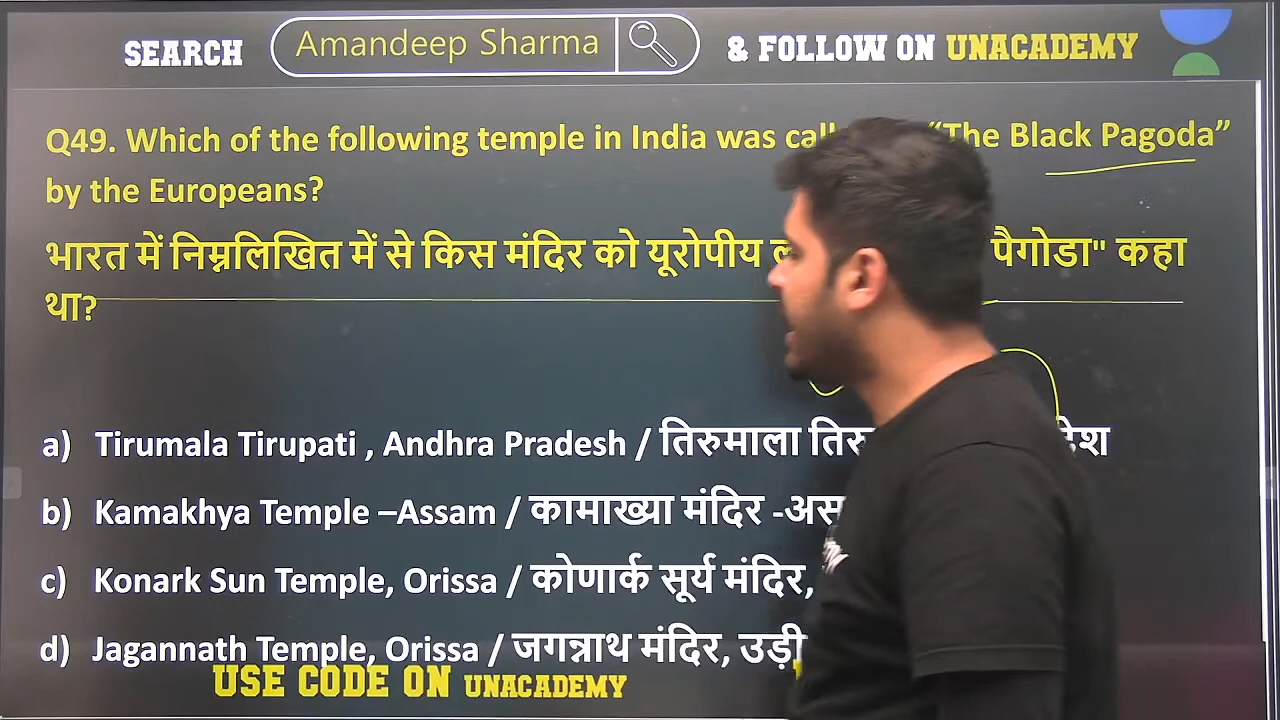 SEARCH Amandeep Sharma & FOLLOW ON UNACADEMY
Q49. Which of the following temple in India was “The Black Pagoda”
by the Europeans?
भारत में निम्नलिखित में से किस मंदिर को यूरोपीय पैगोडा" कहा
था?
a) Tirumala Tirupati , Andhra Pradesh / तिरुमाला
b) Kamakhya Temple –Assam / कामाख्या मंदिर
c) Konark Sun Temple, Orissa / कोणार्क सूर्य मंदिर,
d) Jagannath Temple, Orissa / जगन्नाथ मंदिर,
USE CODE ON UNACADEMY